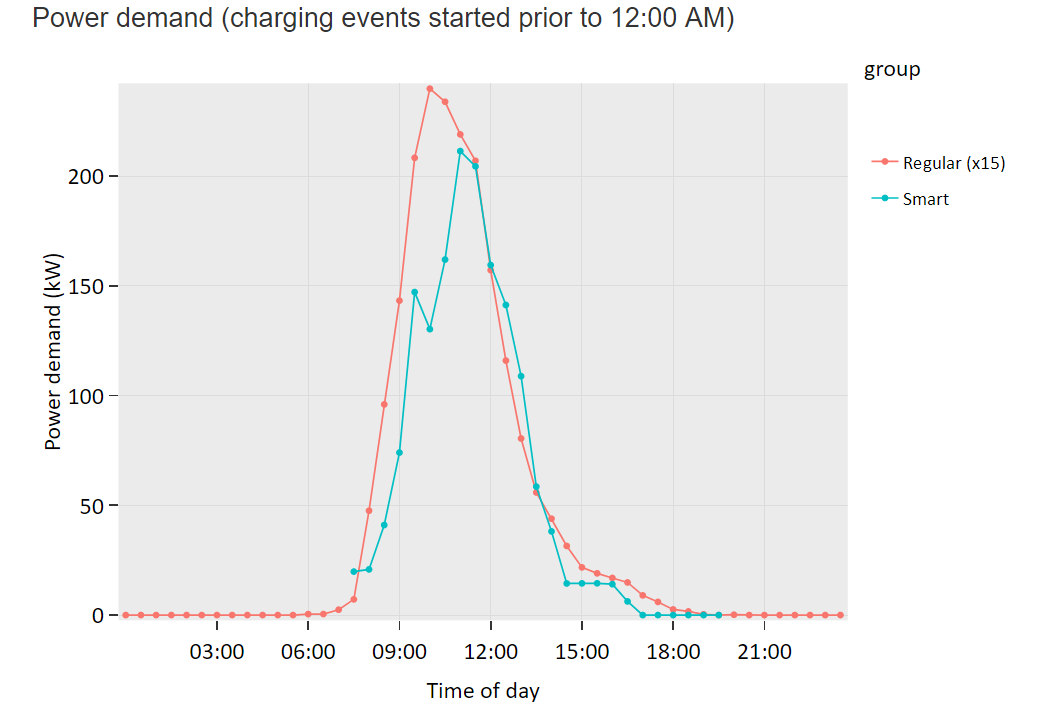 Power demand (charging events started prior to 12:00 AM)
group
Regular (x15)
Smart
Power demand (kW)
200
150
100
50
0
03:00 06:00 09:00 12:00 15:00 18:00 21:00
Time of day